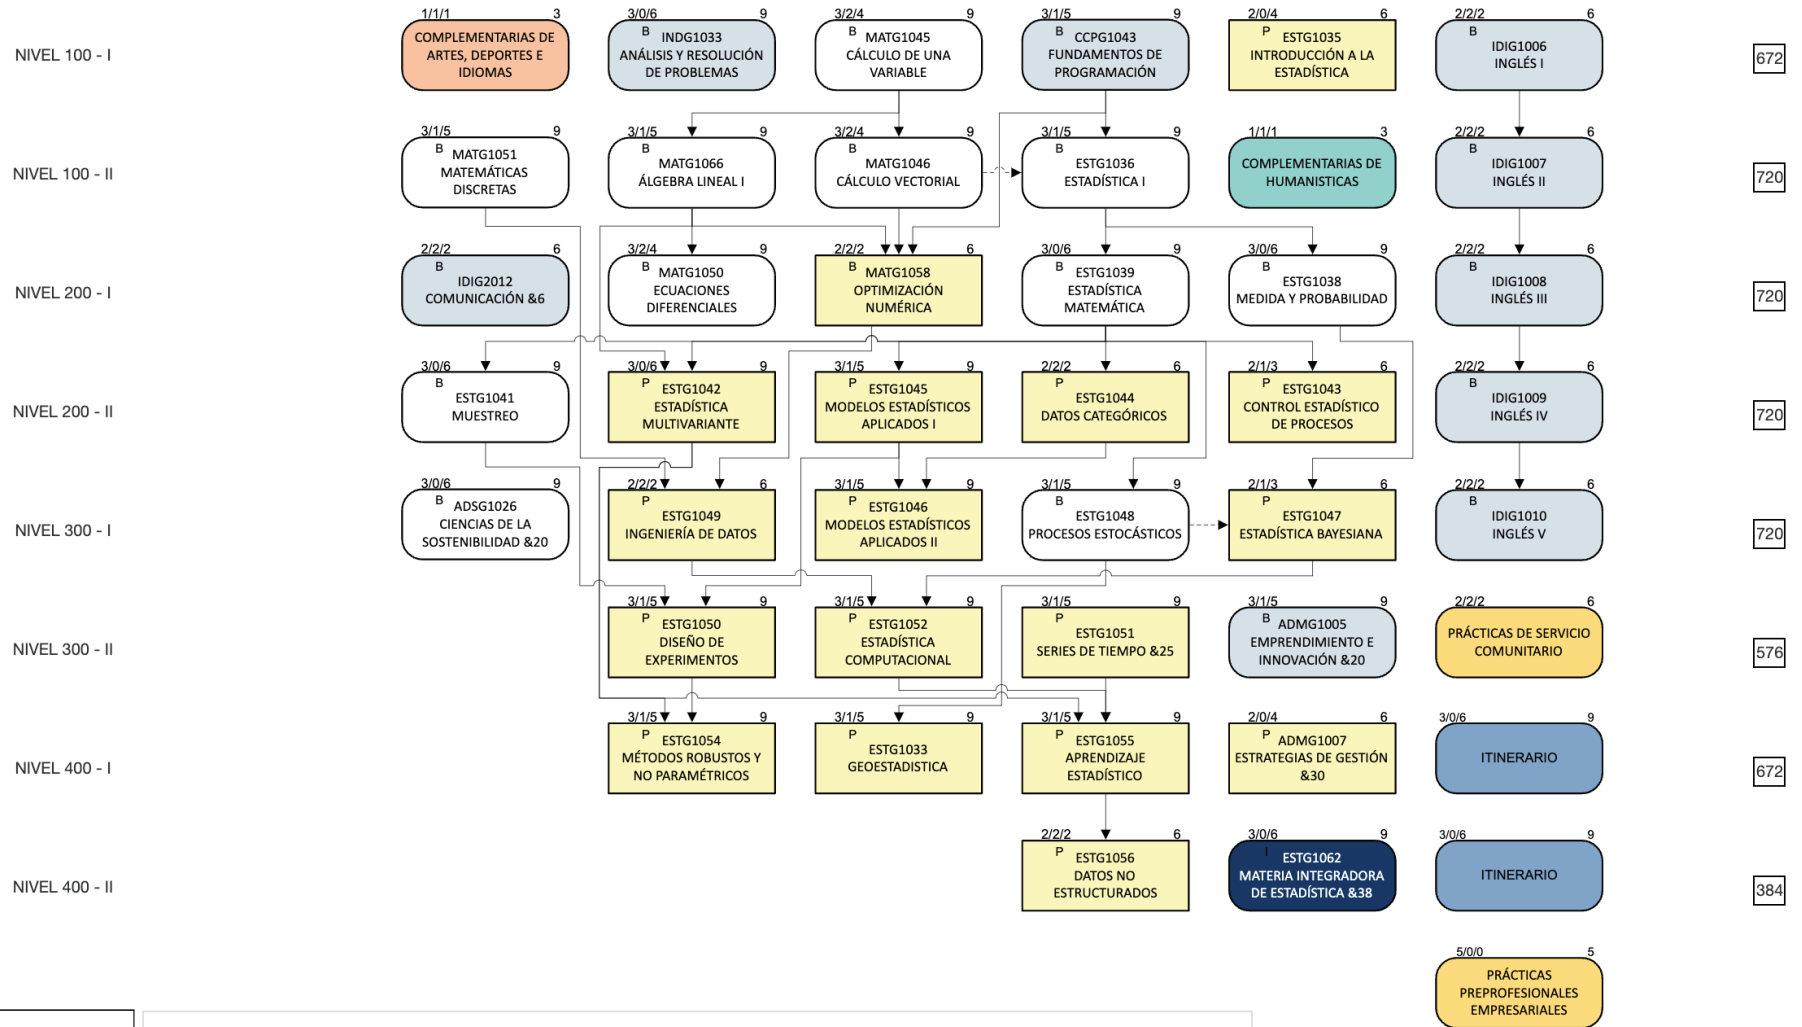 1/1/1 3 3/0/6 9 3/2/4 9 3/1/5 9 2/0/4 6 2/2/2 6
NIVEL 100 - I
COMPLEMENTARIAS DE
ARTES, DEPORTES E
IDIOMAS
B INDG1033
ANÁLISIS Y RESOLUCIÓN
DE PROBLEMAS
B MATG1045
CÁLCULO DE UNA
VARIABLE
B CCPG1043
FUNDAMENTOS DE
PROGRAMACIÓN
P ESTG1035
INTRODUCCIÓN A LA
ESTADÍSTICA
B IDIG1006
INGLÉS I
672
3/1/5 9 3/1/5 9 3/2/4 9 3/1/5 9 1/1/1 3 2/2/2 6
NIVEL 100 - II
B MATG1051
MATEMÁTICAS
DISCRETAS
B MATG1066
ÁLGEBRA LINEAL I
B MATG1046
CÁLCULO VECTORIAL
B ESTG1036
ESTADÍSTICA I
COMPLEMENTARIAS DE
HUMANISTICAS
B IDIG1007
INGLÉS II
720
2/2/2 6 3/2/4 9 2/2/2 6 3/0/6 9 3/0/6 9 2/2/2 6
NIVEL 200 - I
B IDIG2012
COMUNICACIÓN &6
B MATG1050
ECUACIONES
DIFERENCIALES
B MATG1058
OPTIMIZACIÓN
NUMÉRICA
B ESTG1039
ESTADÍSTICA
MATEMÁTICA
B ESTG1038
MEDIDA Y PROBABILIDAD
B IDIG1008
INGLÉS III
720
3/0/6 9 3/0/6 9 3/1/5 9 2/2/2 6 2/1/3 6 2/2/2 6
NIVEL 200 - II
B ESTG1041
MUESTREO
P ESTG1042
ESTADÍSTICA
MULTIVARIANTE
P ESTG1045
MODELOS ESTADÍSTICOS
APLICADOS I
P ESTG1044
DATOS CATEGÓRICOS
P ESTG1043
CONTROL ESTADÍSTICO
DE PROCESOS
B IDIG1009
INGLÉS IV
720
3/0/6 9 2/2/2 6 3/1/5 9 3/1/5 9 2/1/3 6 2/2/2 6
NIVEL 300 - I
B ADSG1026
CIENCIAS DE LA
SOSTENIBILIDAD &20
P ESTG1049
INGENIERÍA DE DATOS
P ESTG1046
MODELOS ESTADÍSTICOS
APLICADOS II
B ESTG1048
PROCESOS ESTOCÁSTICOS
P ESTG1047
ESTADÍSTICA BAYESIANA
B IDIG1010
INGLÉS V
720
3/1/5 9 3/1/5 9 3/1/5 9 3/1/5 9 2/2/2 6
NIVEL 300 - II
P ESTG1050
DISEÑO DE
EXPERIMENTOS
P ESTG1052
ESTADÍSTICA
COMPUTACIONAL
P ESTG1051
SERIES DE TIEMPO &25
B ADMG1005
EMPRENDIMIENTO E
INNOVACIÓN &20
PRÁCTICAS DE SERVICIO
COMUNITARIO
576
3/1/5 9 3/1/5 9 3/1/5 9 2/0/4 6 3/0/6 9
NIVEL 400 - I
P ESTG1054
MÉTODOS ROBUSTOS Y
NO PARAMÉTRICOS
P ESTG1033
GEOESTADISTICA
P ESTG1055
APRENDIZAJE
ESTADÍSTICO
P ADMG1007
ESTRATEGIAS DE GESTIÓN
&30
ITINERARIO
672
2/2/2 6 3/0/6 9 3/0/6 9
NIVEL 400 - II
P ESTG1056
DATOS NO
ESTRUCTURADOS
I ESTG1062
MATERIA INTEGRADORA
DE ESTADÍSTICA &38
ITINERARIO
384
5/0/0 5
PRÁCTICAS
PREPROFESIONALES
EMPRESARIALES